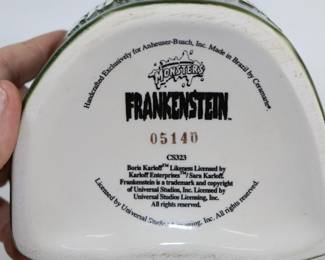 Handcrafted Exclusively for Anheuser-Busch, Inc. Made in Brazil by Ceramarte®
MONSTERS
FRANKENSTEIN™
05140
CS323
Boris Karloff™ Likeness Licensed by
Karloff Enterprises™/ Sara Karloff.
Frankenstein is a trademark and copyright
of Universal Studios, Inc. Licensed by
Universal Studios Licensing, Inc.
All rights reserved.
Licensed by Universal Studios Licensing, Inc.
All rights reserved.